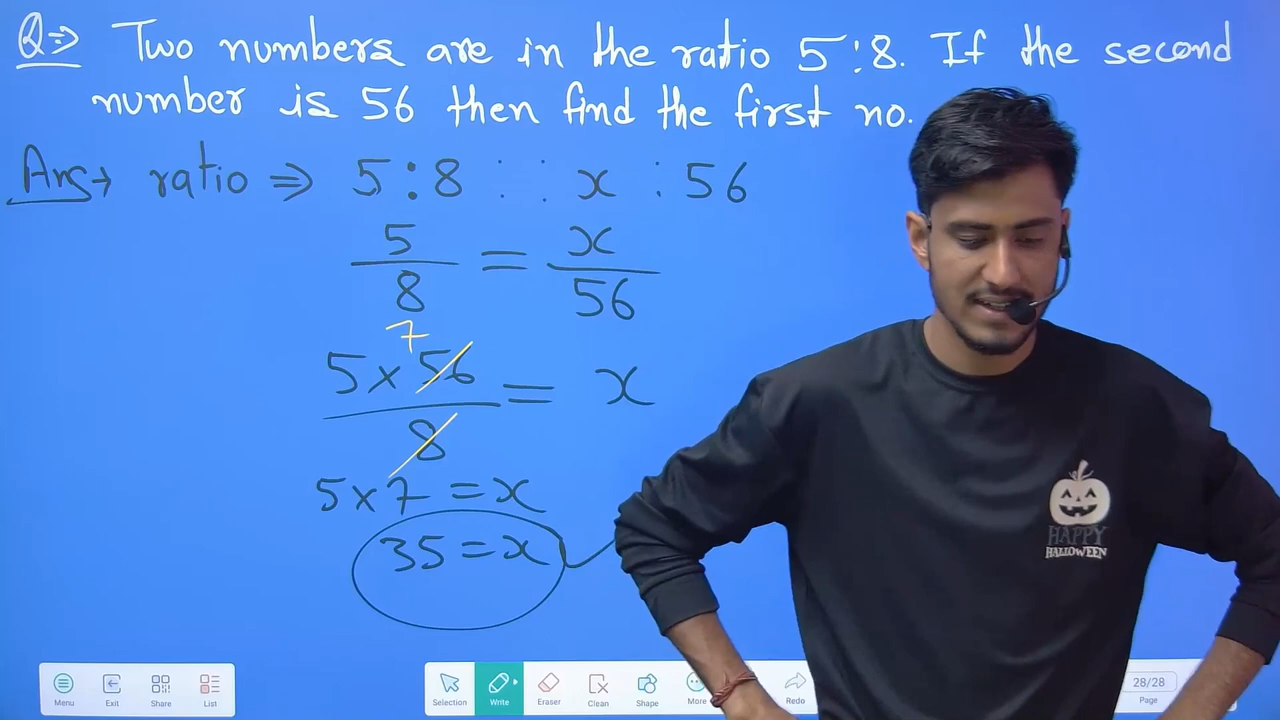 Q⇒ Two numbers are in the ratio 5:8. If the second
number is 56 then find the first no.
Ans→ ratio ⇒ 5:8 :: x : 56
5/8 = x/56
7
5×56/8 = x
5×7 = x
35 = x
HAPPY
HALLOWEEN
Menu Exit Share List Selection Write Eraser Clean Shape More Redo 28/28 Page